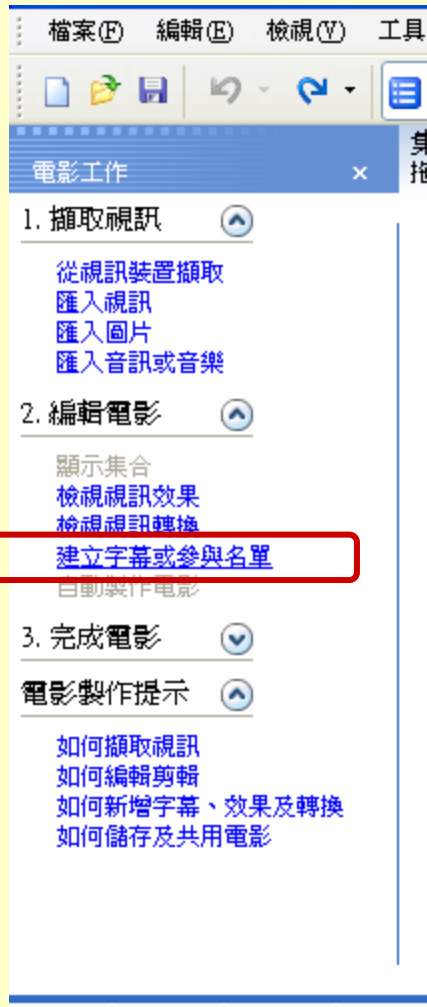 檔案(F) 編輯(E) 檢視(V) 工具
電影工作
1. 擷取視訊
從視訊裝置擷取
匯入視訊
匯入圖片
匯入音訊或音樂
2. 編輯電影
顯示集合
檢視視訊效果
檢視視訊轉換
建立字幕或參與名單
自動製作電影
3. 完成電影
電影製作提示
如何擷取視訊
如何編輯剪輯
如何新增字幕、效果及轉換
如何儲存及共用電影